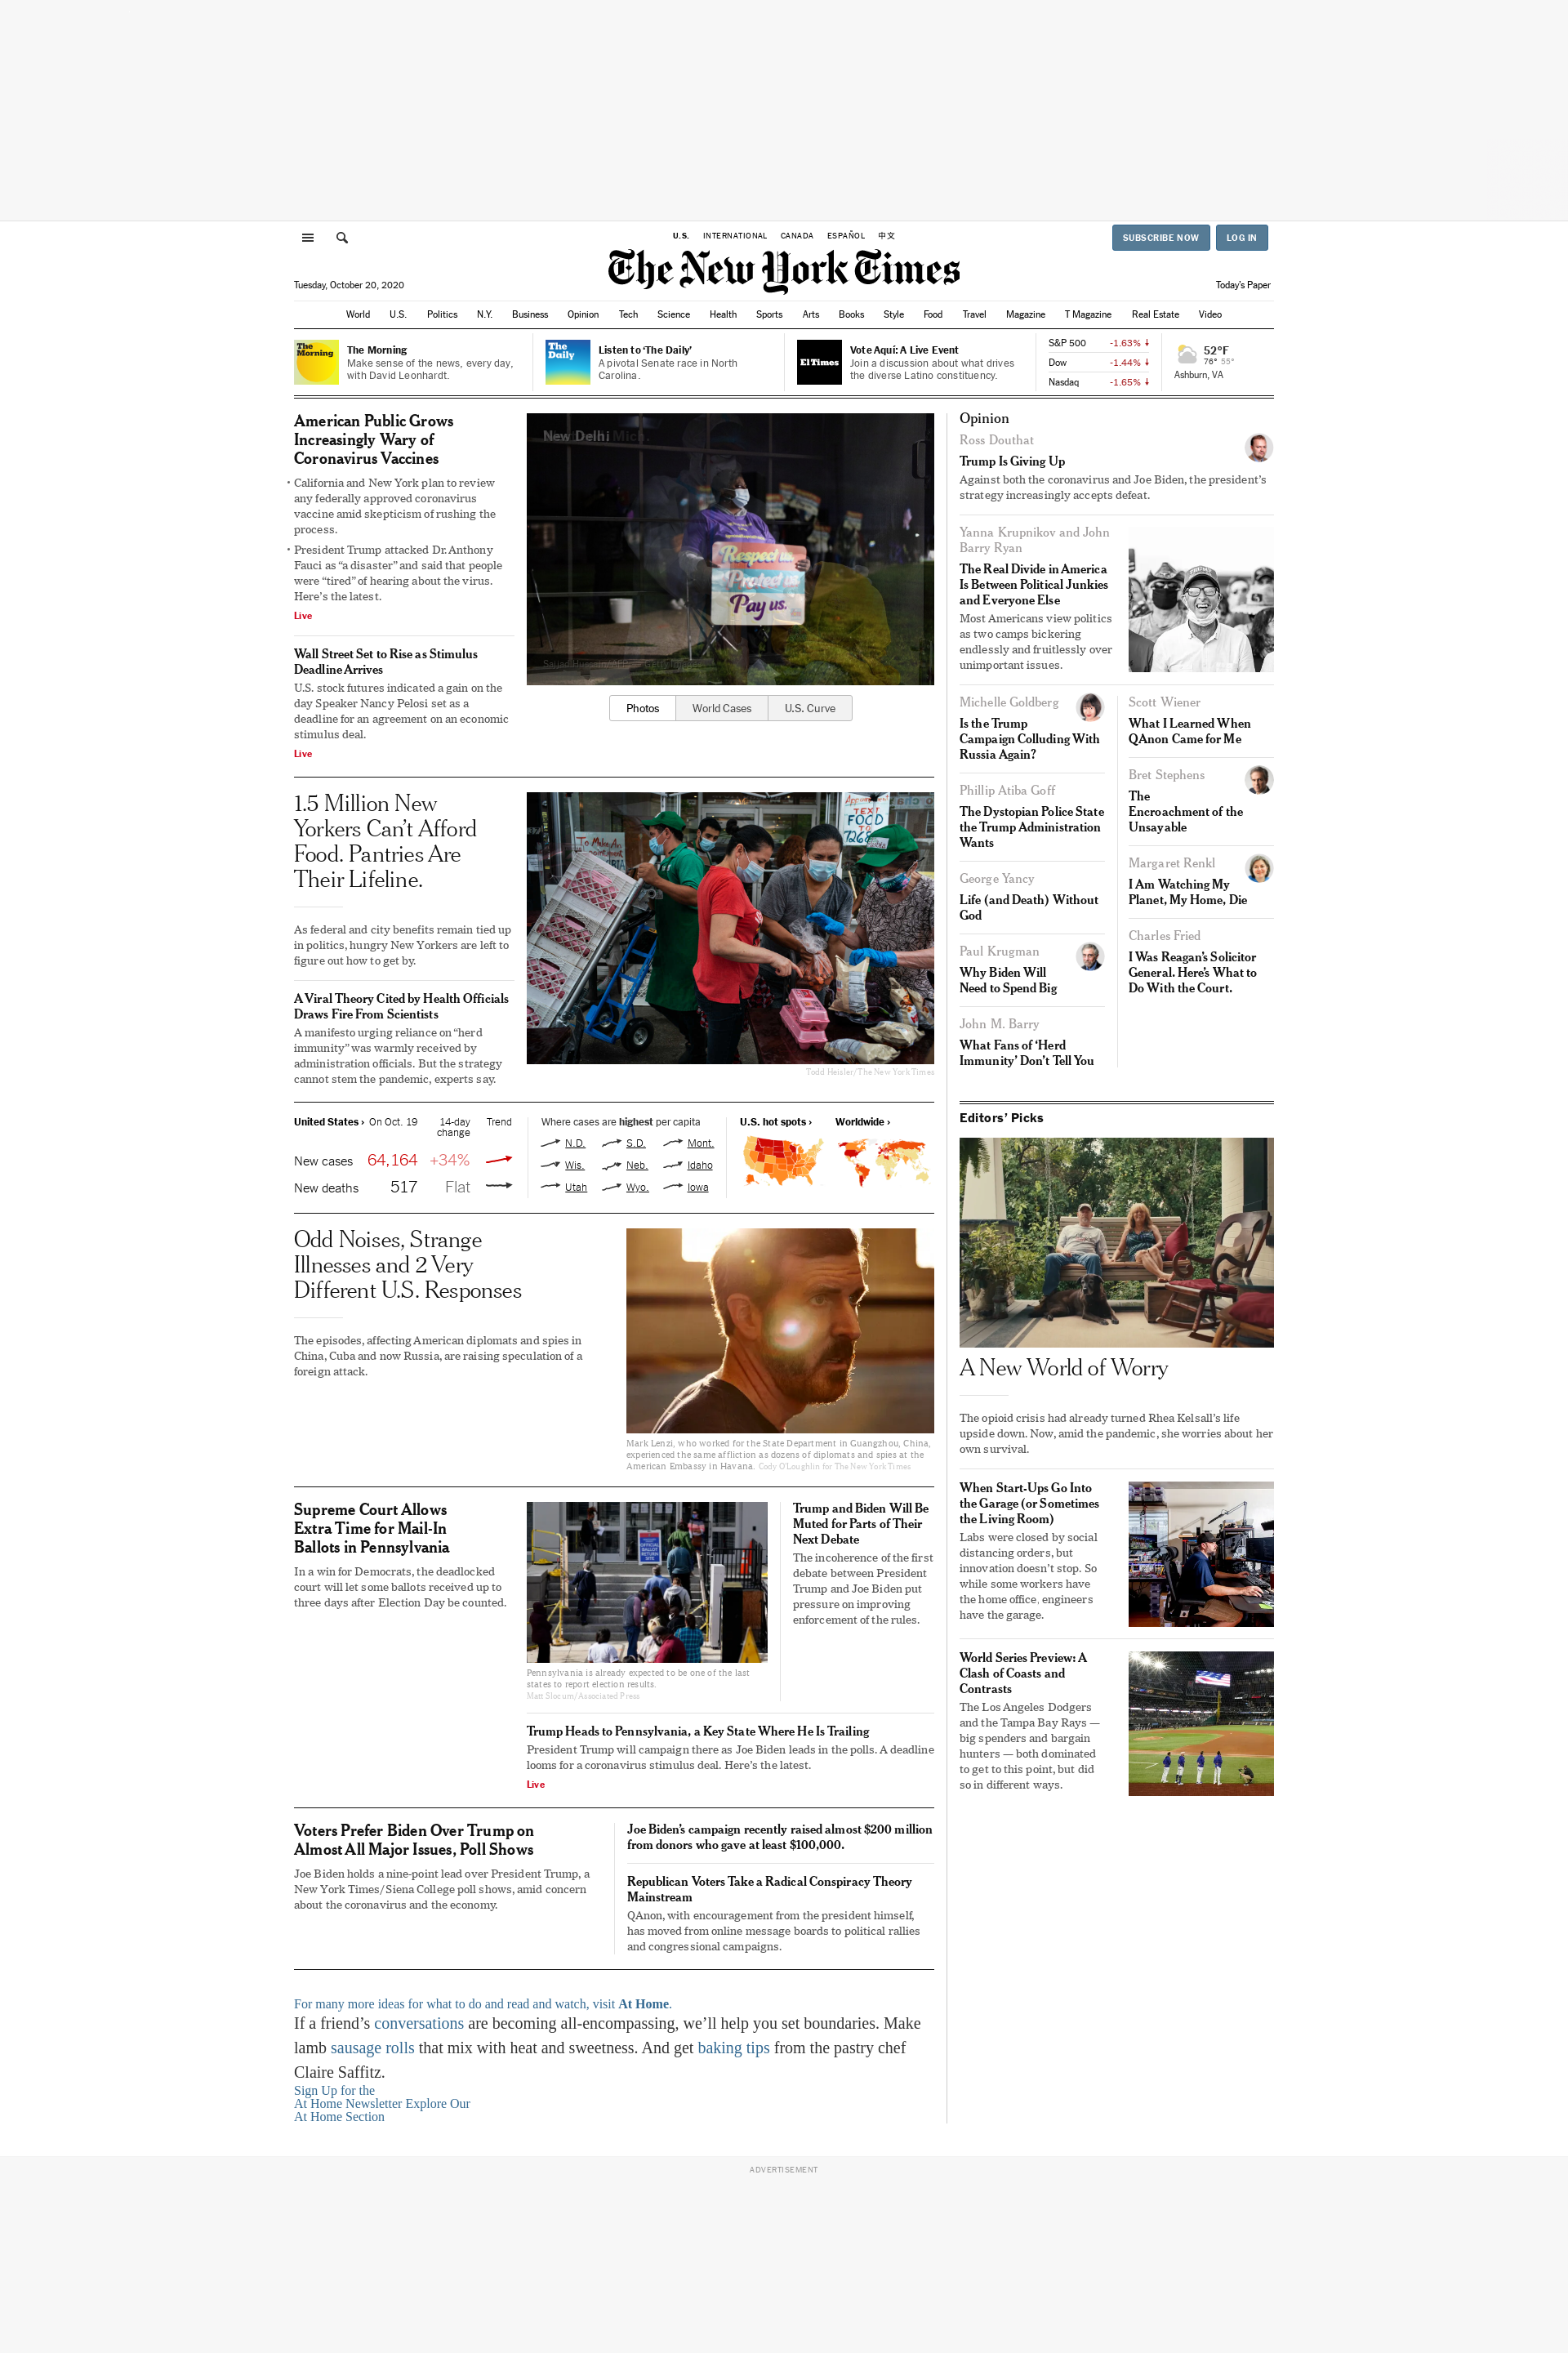 U.S. INTERNATIONAL CANADA ESPAÑOL 中文
SUBSCRIBE NOW LOG IN
The New York Times
Tuesday, October 20, 2020
Today's Paper
World U.S. Politics N.Y. Business Opinion Tech Science Health Sports Arts Books Style Food Travel Magazine T Magazine Real Estate Video
The
Morning
The Morning
Make sense of the news, every day,
with David Leonhardt.
The
Daily
Listen to ‘The Daily’
A pivotal Senate race in North
Carolina.
El Times
Vote Aquí: A Live Event
Join a discussion about what drives
the diverse Latino constituency.
S&P 500 -1.63%
Dow -1.44%
Nasdaq -1.65%
52°F
76° 55°
Ashburn, VA
American Public Grows
Increasingly Wary of
Coronavirus Vaccines
• California and New York plan to review
any federally approved coronavirus
vaccine amid skepticism of rushing the
process.
• President Trump attacked Dr. Anthony
Fauci as “a disaster” and said that people
were “tired” of hearing about the virus.
Here’s the latest.
Live
Wall Street Set to Rise as Stimulus
Deadline Arrives
U.S. stock futures indicated a gain on the
day Speaker Nancy Pelosi set as a
deadline for an agreement on an economic
stimulus deal.
Live
New Delhi
Respect us.
Protect us.
Pay us.
Photos World Cases U.S. Curve
1.5 Million New
Yorkers Can’t Afford
Food. Pantries Are
Their Lifeline.
As federal and city benefits remain tied up
in politics, hungry New Yorkers are left to
figure out how to get by.
A Viral Theory Cited by Health Officials
Draws Fire From Scientists
A manifesto urging reliance on “herd
immunity” was warmly received by
administration officials. But the strategy
cannot stem the pandemic, experts say.
TEXT
FOOD
TO
To Make An
Todd Heisler/The New York Times
United States › On Oct. 19 14-day
change Trend
New cases 64,164 +34%
New deaths 517 Flat
Where cases are highest per capita
N.D. S.D. Mont.
Wis. Neb. Idaho
Utah Wyo. Iowa
U.S. hot spots › Worldwide ›
Odd Noises, Strange
Illnesses and 2 Very
Different U.S. Responses
The episodes, affecting American diplomats and spies in
China, Cuba and now Russia, are raising speculation of a
foreign attack.
Mark Lenzi, who worked for the State Department in Guangzhou, China,
experienced the same affliction as dozens of diplomats and spies at the
American Embassy in Havana. Cody O’Loughlin for The New York Times
Supreme Court Allows
Extra Time for Mail-In
Ballots in Pennsylvania
In a win for Democrats, the deadlocked
court will let some ballots received up to
three days after Election Day be counted.
OFFICIAL
BALLOT
RETURN
SITE
Pennsylvania is already expected to be one of the last
states to report election results.
Matt Slocum/Associated Press
Trump and Biden Will Be
Muted for Parts of Their
Next Debate
The incoherence of the first
debate between President
Trump and Joe Biden put
pressure on improving
enforcement of the rules.
Trump Heads to Pennsylvania, a Key State Where He Is Trailing
President Trump will campaign there as Joe Biden leads in the polls. A deadline
looms for a coronavirus stimulus deal. Here’s the latest.
Live
Voters Prefer Biden Over Trump on
Almost All Major Issues, Poll Shows
Joe Biden holds a nine-point lead over President Trump, a
New York Times/Siena College poll shows, amid concern
about the coronavirus and the economy.
Joe Biden’s campaign recently raised almost $200 million
from donors who gave at least $100,000.
Republican Voters Take a Radical Conspiracy Theory
Mainstream
QAnon, with encouragement from the president himself,
has moved from online message boards to political rallies
and congressional campaigns.
For many more ideas for what to do and read and watch, visit At Home.
If a friend’s conversations are becoming all-encompassing, we’ll help you set boundaries. Make
lamb sausage rolls that mix with heat and sweetness. And get baking tips from the pastry chef
Claire Saffitz.
Sign Up for the
At Home Newsletter Explore Our
At Home Section
Opinion
Ross Douthat
Trump Is Giving Up
Against both the coronavirus and Joe Biden, the president’s
strategy increasingly accepts defeat.
Yanna Krupnikov and John
Barry Ryan
The Real Divide in America
Is Between Political Junkies
and Everyone Else
Most Americans view politics
as two camps bickering
endlessly and fruitlessly over
unimportant issues.
Michelle Goldberg
Is the Trump
Campaign Colluding With
Russia Again?
Phillip Atiba Goff
The Dystopian Police State
the Trump Administration
Wants
George Yancy
Life (and Death) Without
God
Paul Krugman
Why Biden Will
Need to Spend Big
John M. Barry
What Fans of ‘Herd
Immunity’ Don’t Tell You
Scott Wiener
What I Learned When
QAnon Came for Me
Bret Stephens
The
Encroachment of the
Unsayable
Margaret Renkl
I Am Watching My
Planet, My Home, Die
Charles Fried
I Was Reagan’s Solicitor
General. Here’s What to
Do With the Court.
Editors’ Picks
A New World of Worry
The opioid crisis had already turned Rhea Kelsall’s life
upside down. Now, amid the pandemic, she worries about her
own survival.
When Start-Ups Go Into
the Garage (or Sometimes
the Living Room)
Labs were closed by social
distancing orders, but
innovation doesn’t stop. So
while some workers have
the home office, engineers
have the garage.
World Series Preview: A
Clash of Coasts and
Contrasts
The Los Angeles Dodgers
and the Tampa Bay Rays —
big spenders and bargain
hunters — both dominated
to get to this point, but did
so in different ways.
ADVERTISEMENT